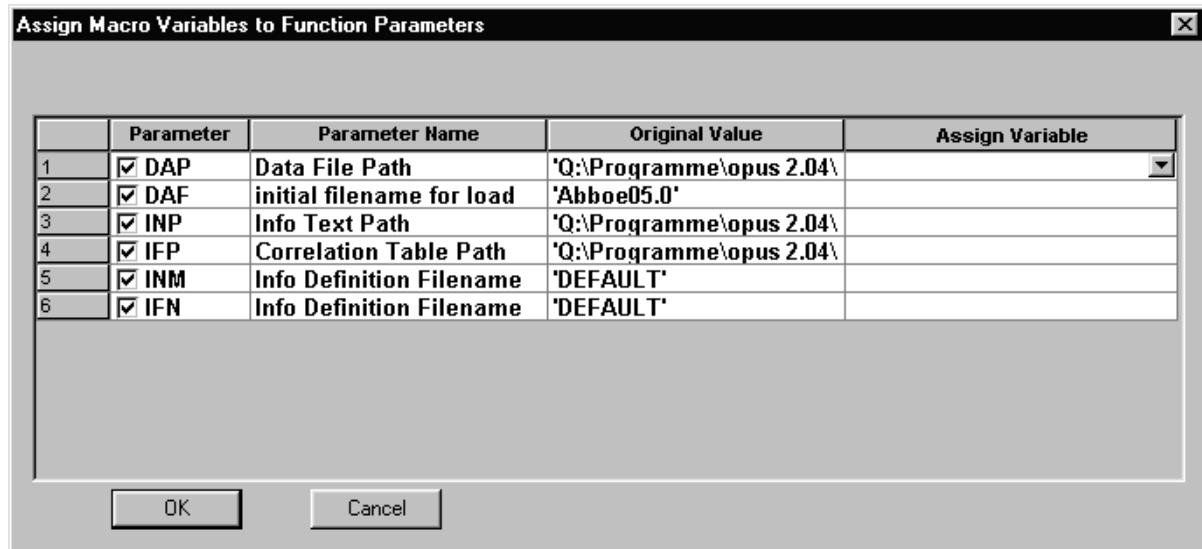 Assign Macro Variables to Function Parameters
Parameter Parameter Name Original Value Assign Variable
1 DAP Data File Path 'Q:\Programme\opus 2.04\
2 DAF initial filename for load 'Abboe05.0'
3 INP Info Text Path 'Q:\Programme\opus 2.04\
4 IFP Correlation Table Path 'Q:\Programme\opus 2.04\
5 INM Info Definition Filename 'DEFAULT'
6 IFN Info Definition Filename 'DEFAULT'
OK Cancel